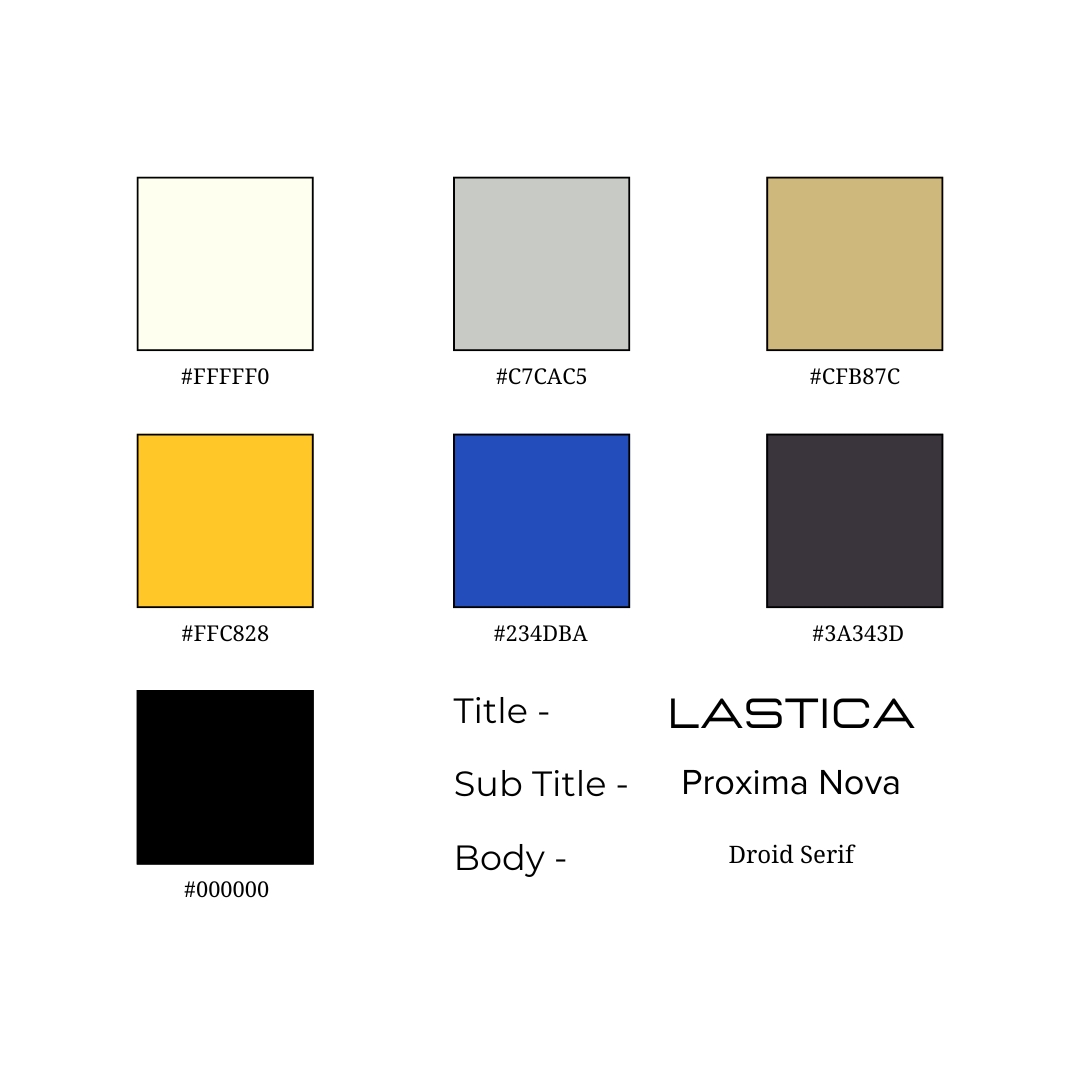 #FFFFF0
#C7CAC5
#CFB87C
#FFC828
#234DBA
#3A343D
#000000
Title - LASTICA
Sub Title - Proxima Nova
Body - Droid Serif